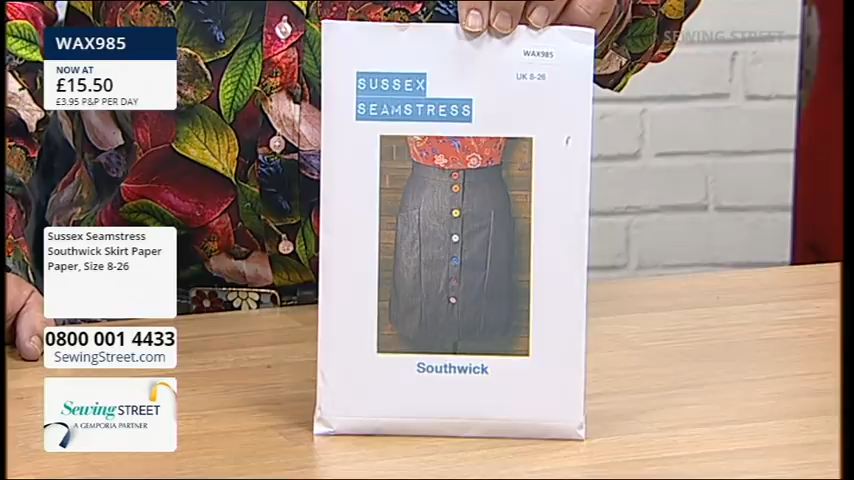 WAX985
NOW AT
£15.50
£3.95 P&P PER DAY
Sussex Seamstress
Southwick Skirt Paper
Paper, Size 8-26
0800 001 4433
SewingStreet.com
Sewing STREET
A GEMPORIA PARTNER
SEWING STREET
WAX985
UK 8-26
SUSSEX
SEAMSTRESS
Southwick